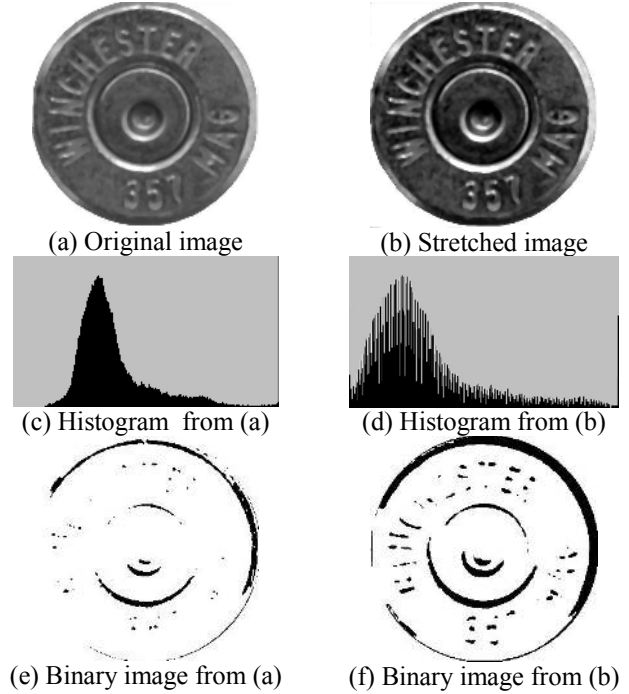 WINCHESTER
357 MAG
WINCHESTER
357 MAG
(a) Original image
(b) Stretched image
(c) Histogram from (a)
(d) Histogram from (b)
(e) Binary image from (a)
(f) Binary image from (b)